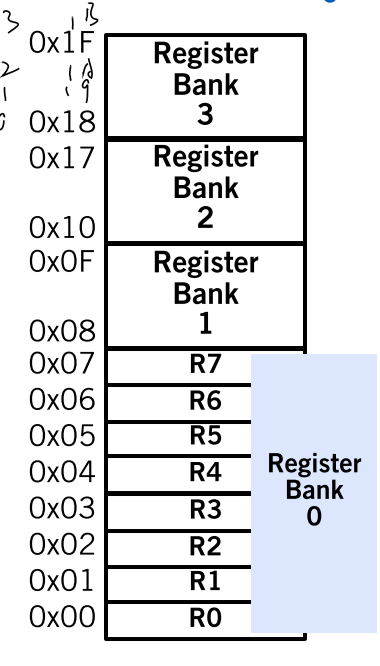 0x1F
Register
Bank
3
0x18
0x17
Register
Bank
2
0x10
0x0F
Register
Bank
1
0x08
0x07 R7
0x06 R6
0x05 R5
0x04 R4
0x03 R3
0x02 R2
0x01 R1
0x00 R0
Register
Bank
0